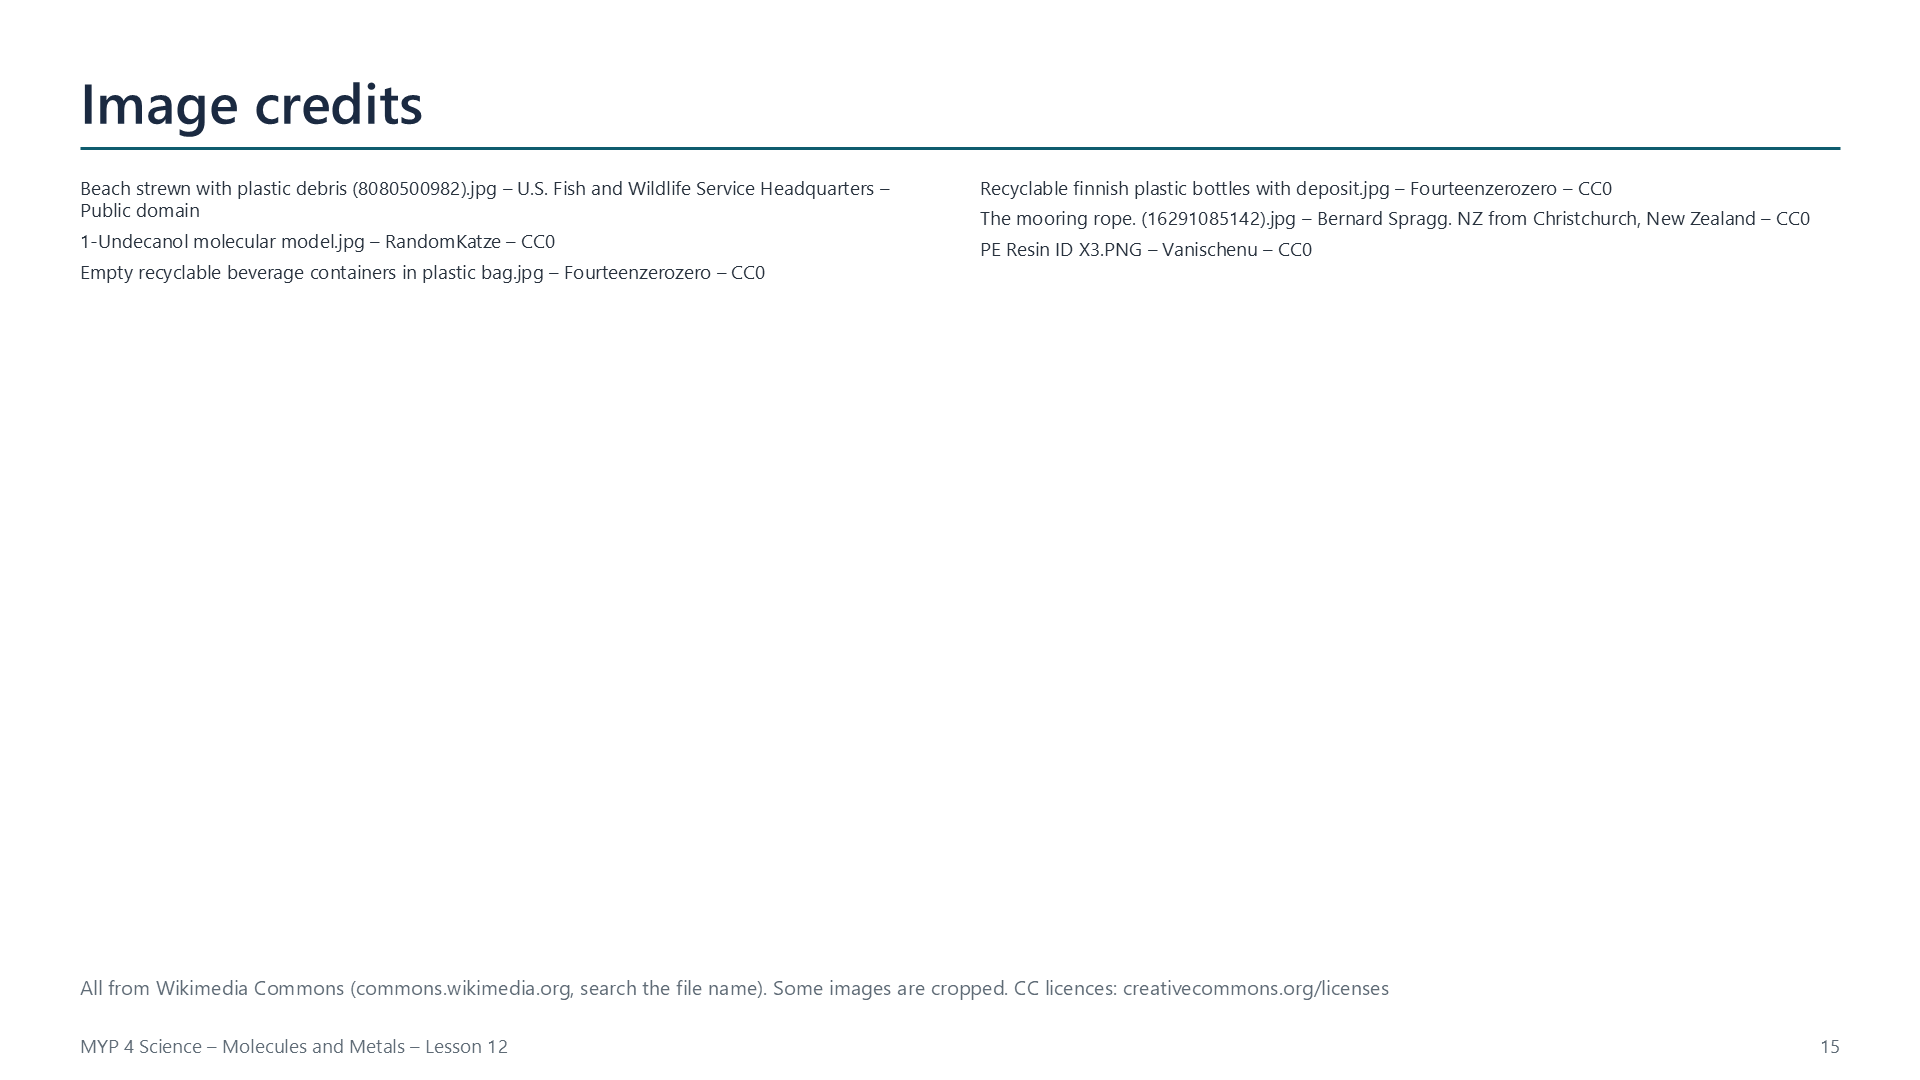 Image credits
Beach strewn with plastic debris (8080500982).jpg – U.S. Fish and Wildlife Service Headquarters –
Public domain
1-Undecanol molecular model.jpg – RandomKatze – CC0
Empty recyclable beverage containers in plastic bag.jpg – Fourteenzerozero – CC0
Recyclable finnish plastic bottles with deposit.jpg – Fourteenzerozero – CC0
The mooring rope. (16291085142).jpg – Bernard Spragg. NZ from Christchurch, New Zealand – CC0
PE Resin ID X3.PNG – Vanischenu – CC0
All from Wikimedia Commons (commons.wikimedia.org, search the file name). Some images are cropped. CC licences: creativecommons.org/licenses
MYP 4 Science – Molecules and Metals – Lesson 12
15